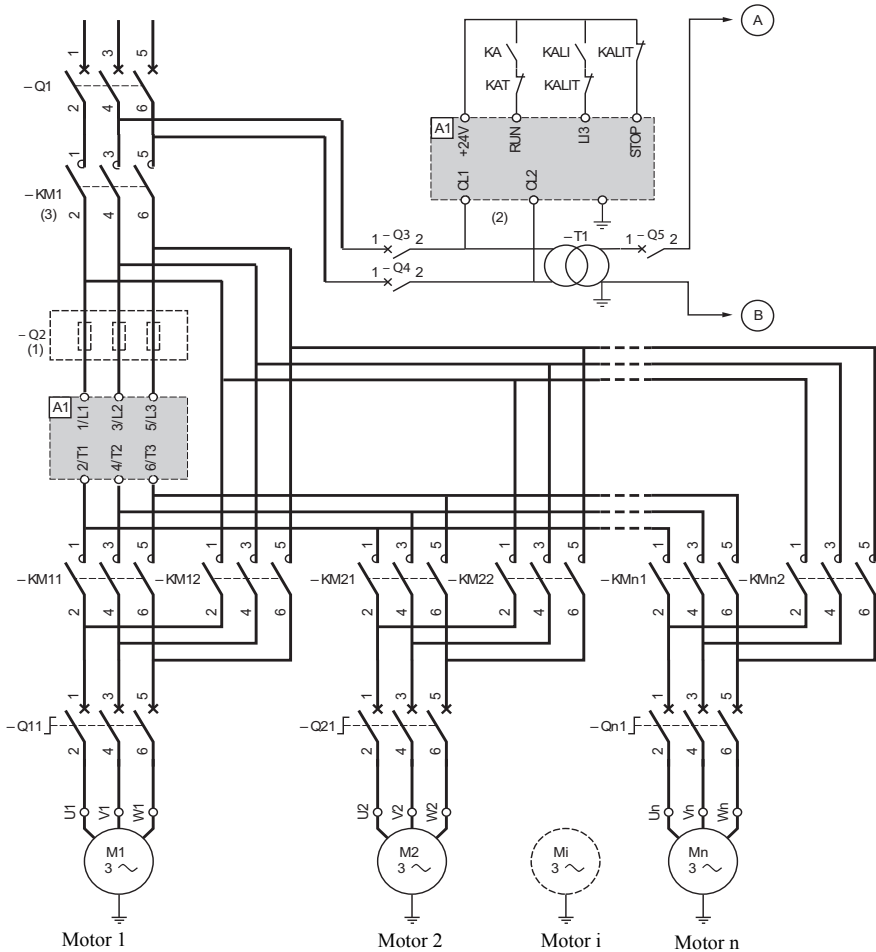 A
1 3 5
KA KALI KALIT
–Q1
KAT KALIT
2 4 6
A1 +24V RUN LI3 STOP
1 3 5
CL1 CL2
–KM1
(3)
2 4 6
(2)
–T1
1 –Q3 2
1 –Q5 2
1 –Q4 2
B
–Q2
(1)
A1 1/L1 3/L2 5/L3
2/T1 4/T2 6/T3
1 3 5 1 3 5 1 3 5 1 3 5 1 3 5 1 3 5
–KM11 –KM12 –KM21 –KM22 –KMn1 –KMn2
2 4 6 2 4 6 2 4 6 2 4 6 2 4 6 2 4 6
1 3 5 1 3 5 1 3 5
–Q11 –Q21 –Qn1
2 4 6 2 4 6 2 4 6
U1 V1 W1 U2 V2 W2 Un Vn Wn
M1 M2 Mi Mn
3 ~ 3 ~ 3 ~ 3 ~
Motor 1 Motor 2 Motor i Motor n